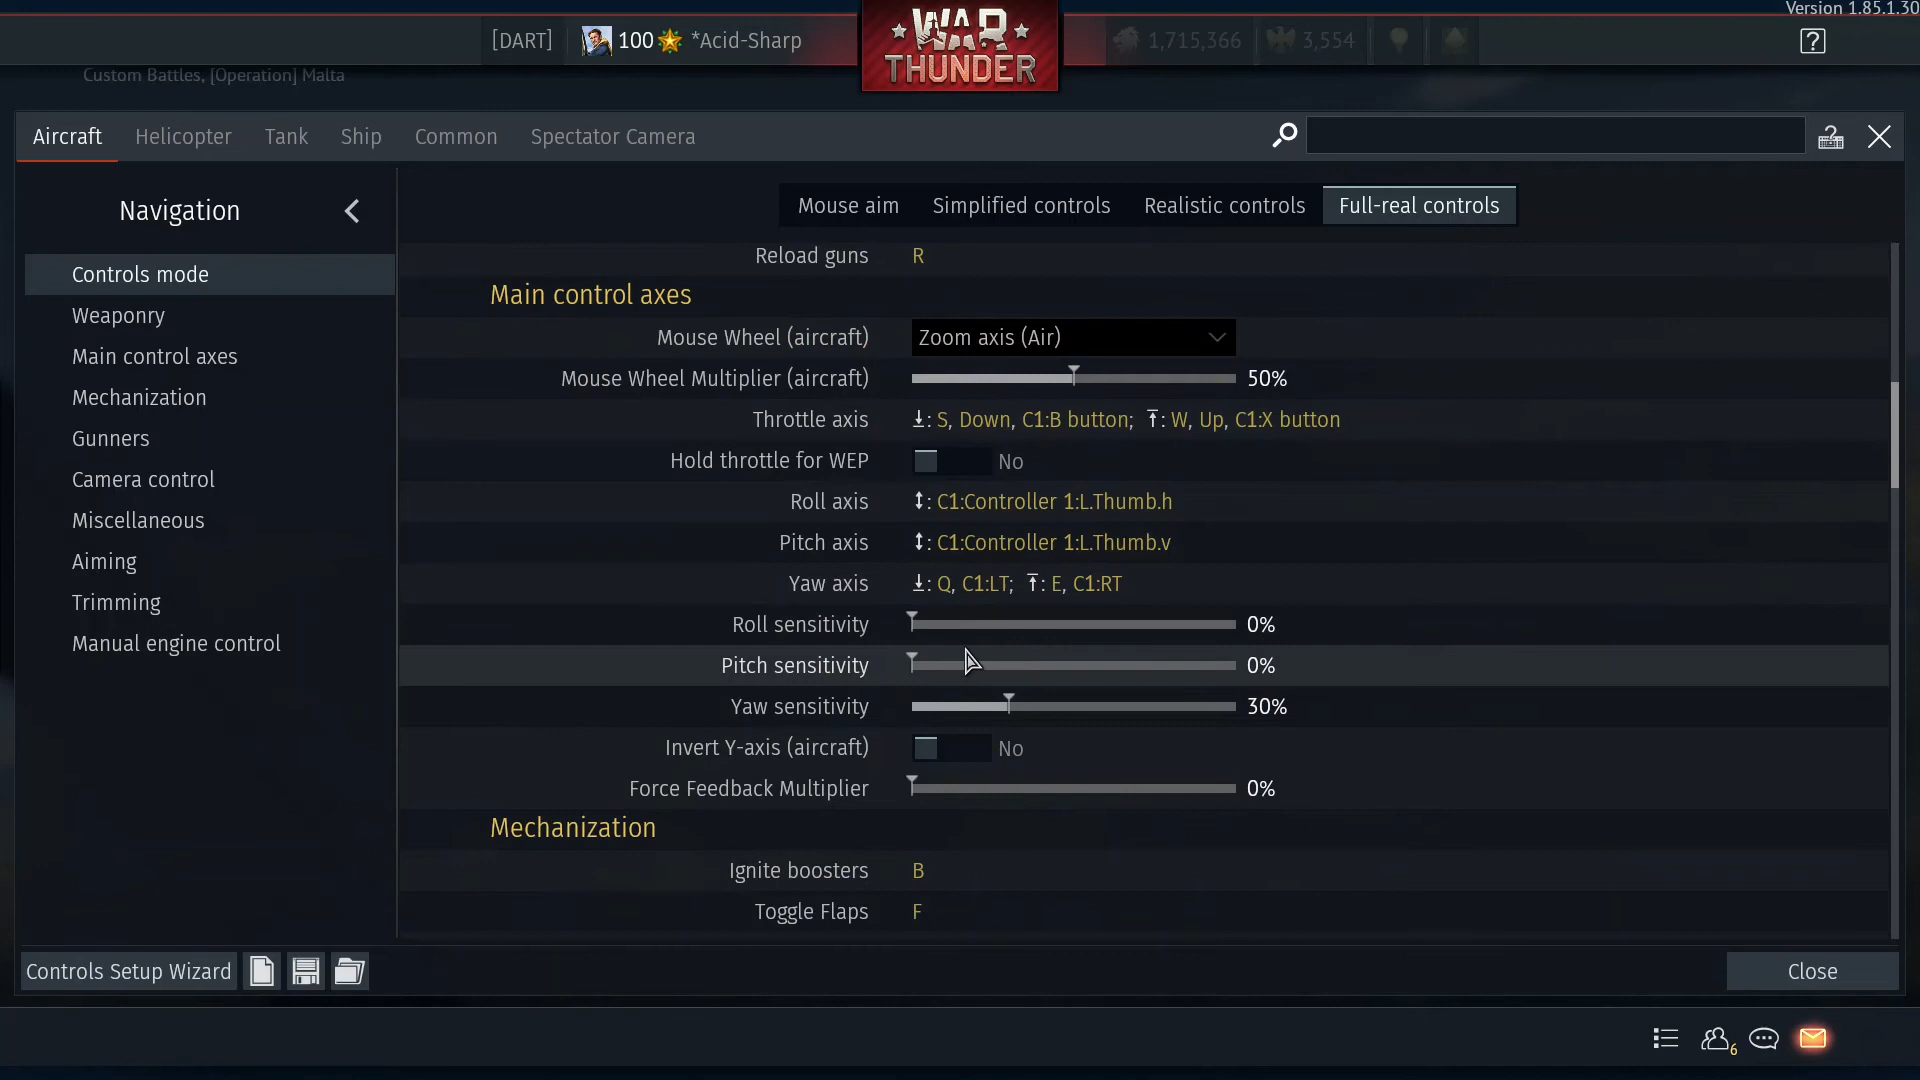 Version 1.85.1.30
[DART] 100 *Acid-Sharp WAR THUNDER 1,715,366 3,554 ?
Custom Battles, [Operation] Malta
Aircraft Helicopter Tank Ship Common Spectator Camera
Navigation
Mouse aim Simplified controls Realistic controls Full-real controls
Controls mode
Weaponry
Main control axes
Mechanization
Gunners
Camera control
Miscellaneous
Aiming
Trimming
Manual engine control
Reload guns R
Main control axes
Mouse Wheel (aircraft) Zoom axis (Air)
Mouse Wheel Multiplier (aircraft) 50%
Throttle axis ↓: S, Down, C1:B button; ↑: W, Up, C1:X button
Hold throttle for WEP No
Roll axis ↕: C1:Controller 1:L.Thumb.h
Pitch axis ↕: C1:Controller 1:L.Thumb.v
Yaw axis ↓: Q, C1:LT; ↑: E, C1:RT
Roll sensitivity 0%
Pitch sensitivity 0%
Yaw sensitivity 30%
Invert Y-axis (aircraft) No
Force Feedback Multiplier 0%
Mechanization
Ignite boosters B
Toggle Flaps F
Controls Setup Wizard Close
6